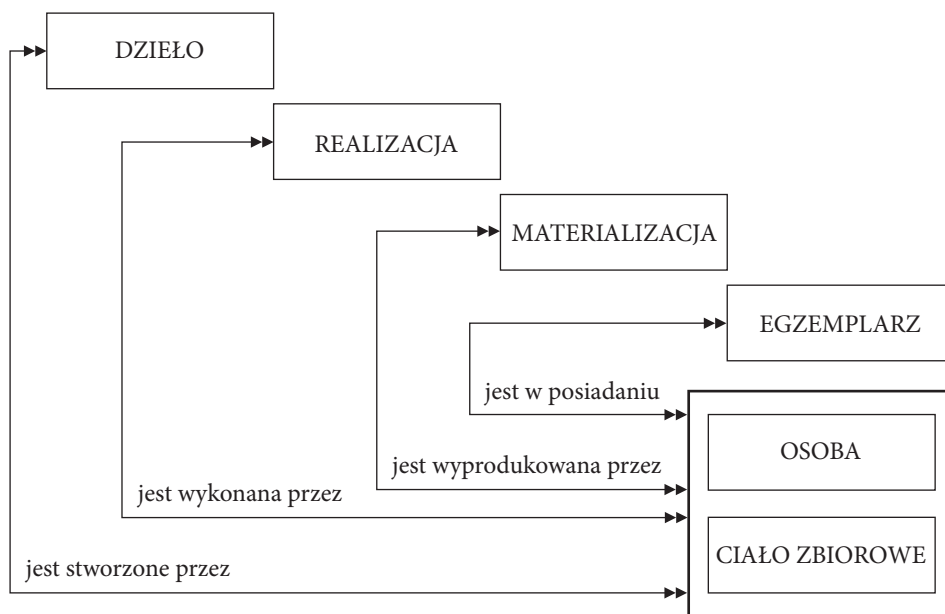 DZIEŁO
REALIZACJA
MATERIALIZACJA
EGZEMPLARZ
jest w posiadaniu
OSOBA
jest wyprodukowana przez
jest wykonana przez
CIAŁO ZBIOROWE
jest stworzone przez